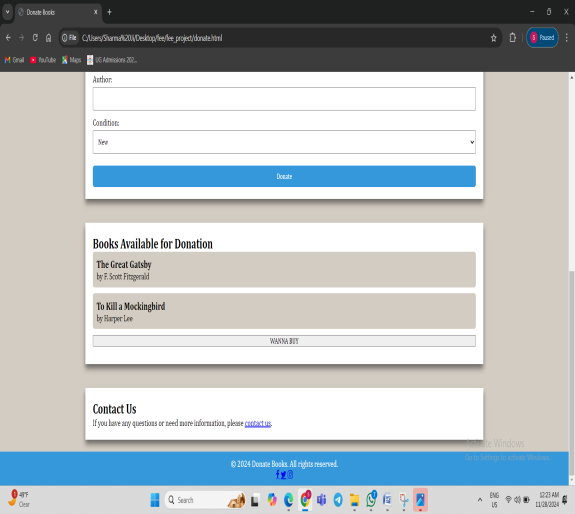 Donate Books
File
C:/Users/Sharma%20Ji/Desktop/fee/fee_project/donate.html
S Paused
Gmail
YouTube
Maps
UG Admissions 202...
Author:
Condition:
New
Donate
Books Available for Donation
The Great Gatsby
by F. Scott Fitzgerald
To Kill a Mockingbird
by Harper Lee
WANNA BUY
Contact Us
If you have any questions or need more information, please contact us.
Activate Windows
Go to Settings to activate Windows.
© 2024 Donate Books. All rights reserved.
48°F
Clear
Search
ENG
US
12:23 AM
11/28/2024